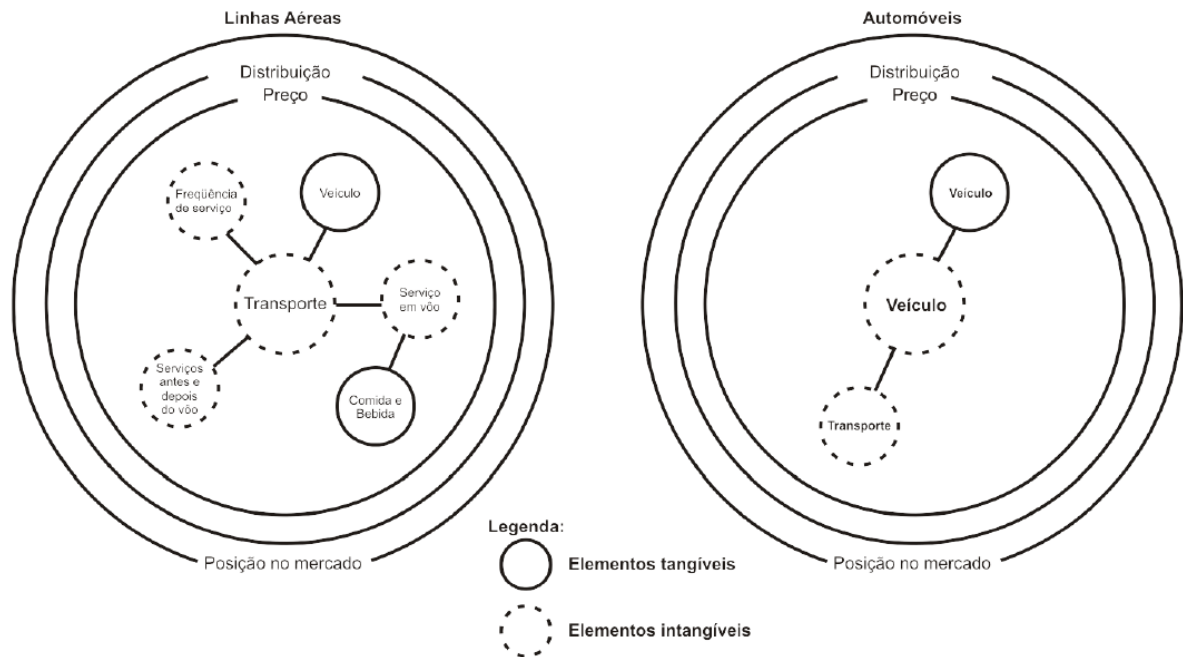 Linhas Aéreas
Distribuição
Preço
Freqüência
de serviço
Veículo
Transporte
Serviço
em vôo
Serviços
antes e
depois
do vôo
Comida e
Bebida
Posição no mercado
Automóveis
Distribuição
Preço
Veículo
Veículo
Transporte
Posição no mercado
Legenda:
Elementos tangíveis
Elementos intangíveis